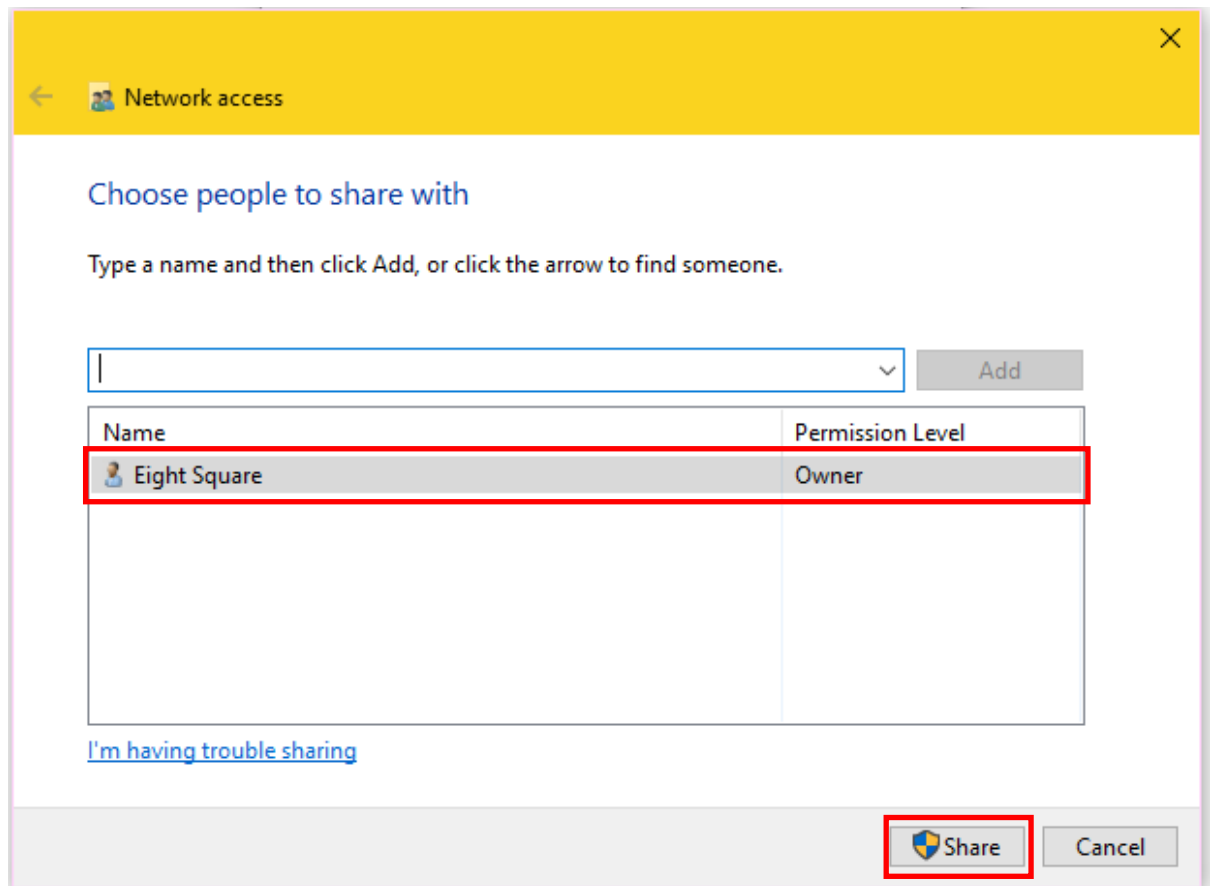 Network access
Choose people to share with
Type a name and then click Add, or click the arrow to find someone.
Add
Name Permission Level
Eight Square Owner
I'm having trouble sharing
Share Cancel